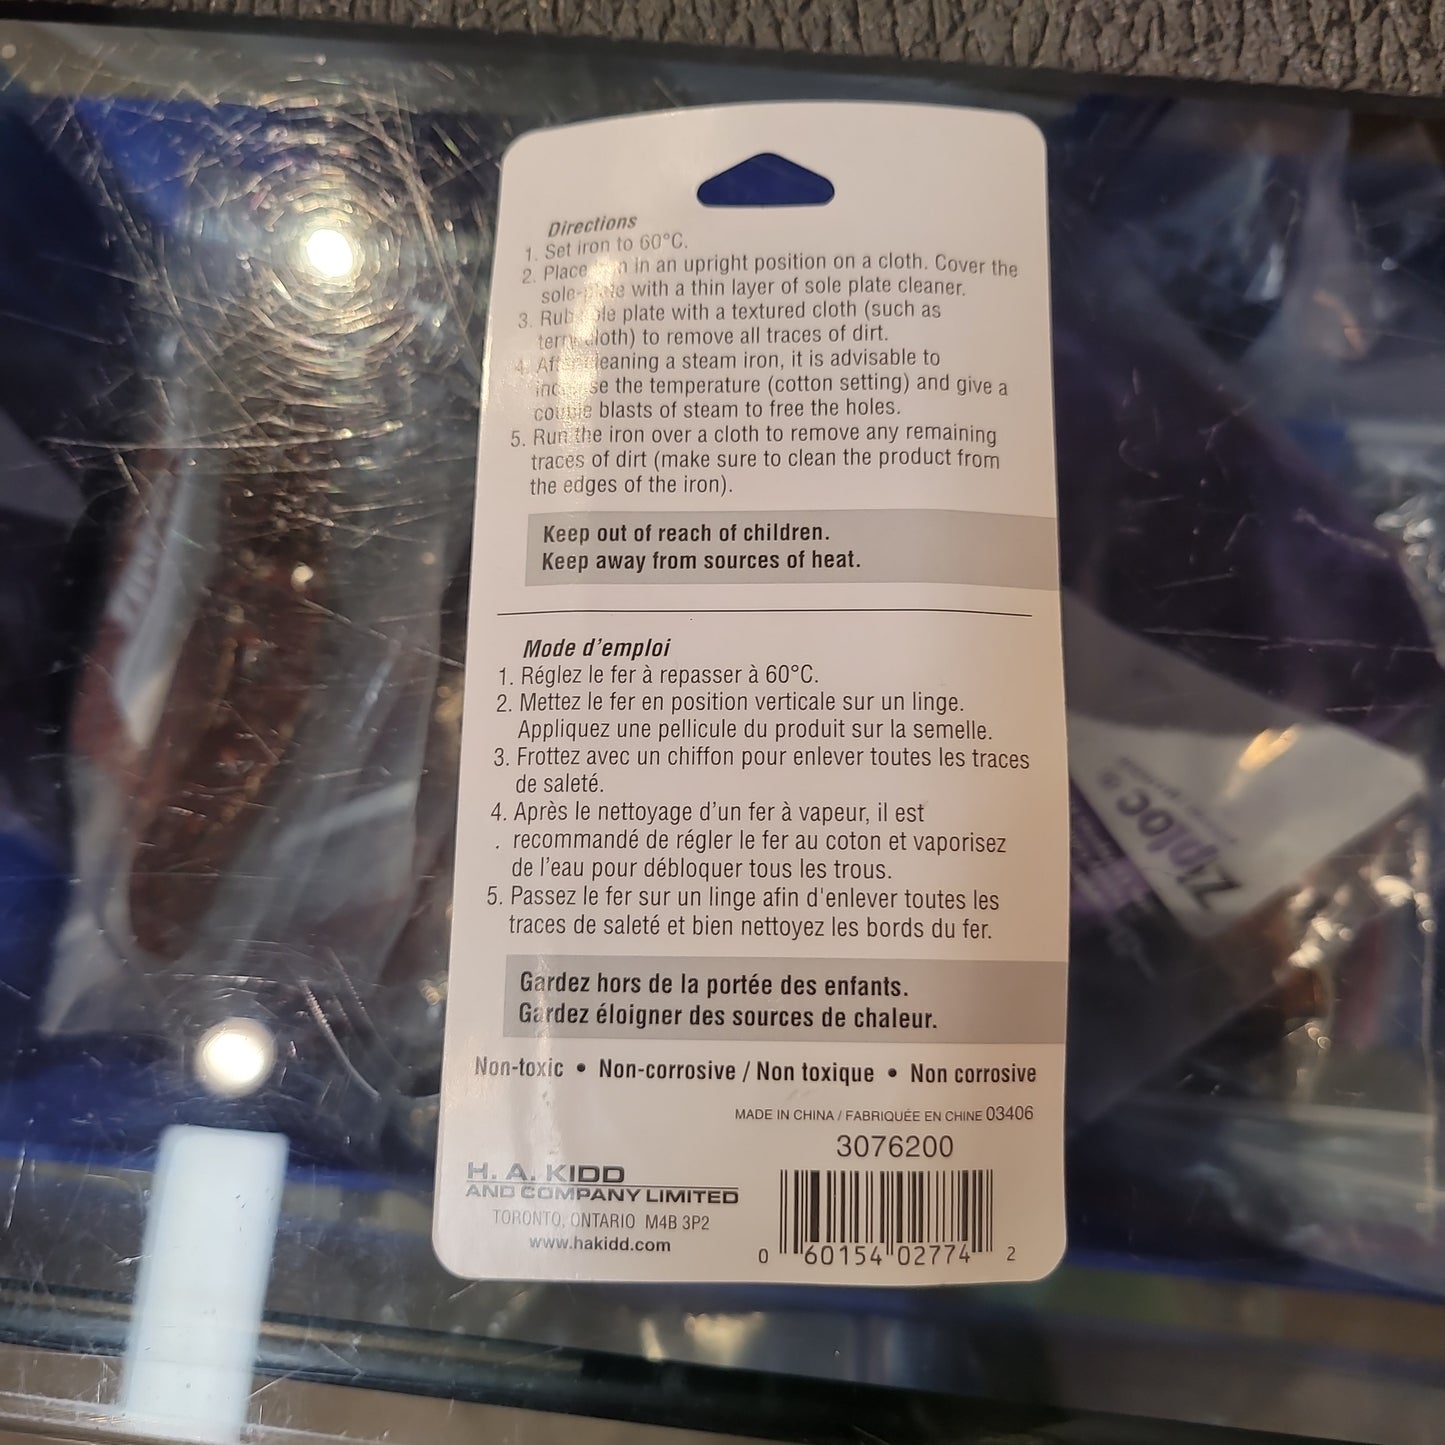 Directions
1. Set iron to 60°C.
2. Place in an upright position on a cloth. Cover the
sole-plate with a thin layer of sole plate cleaner.
3. Rub sole plate with a textured cloth (such as
terry cloth) to remove all traces of dirt.
4. After cleaning a steam iron, it is advisable to
increase the temperature (cotton setting) and give a
couple blasts of steam to free the holes.
5. Run the iron over a cloth to remove any remaining
traces of dirt (make sure to clean the product from
the edges of the iron).
Keep out of reach of children.
Keep away from sources of heat.
Mode d'emploi
1. Réglez le fer à repasser à 60°C.
2. Mettez le fer en position verticale sur un linge.
Appliquez une pellicule du produit sur la semelle.
3. Frottez avec un chiffon pour enlever toutes les traces
de saleté.
4. Après le nettoyage d'un fer à vapeur, il est
. recommandé de régler le fer au coton et vaporisez
de l'eau pour débloquer tous les trous.
5. Passez le fer sur un linge afin d'enlever toutes les
traces de saleté et bien nettoyez les bords du fer.
Gardez hors de la portée des enfants.
Gardez éloigner des sources de chaleur.
Non-toxic • Non-corrosive / Non toxique • Non corrosive
MADE IN CHINA / FABRIQUÉE EN CHINE 03406
3076200
H. A. KIDD
AND COMPANY LIMITED
TORONTO, ONTARIO M4B 3P2
www.hakidd.com
0 60154 02774 2
Ziploc®